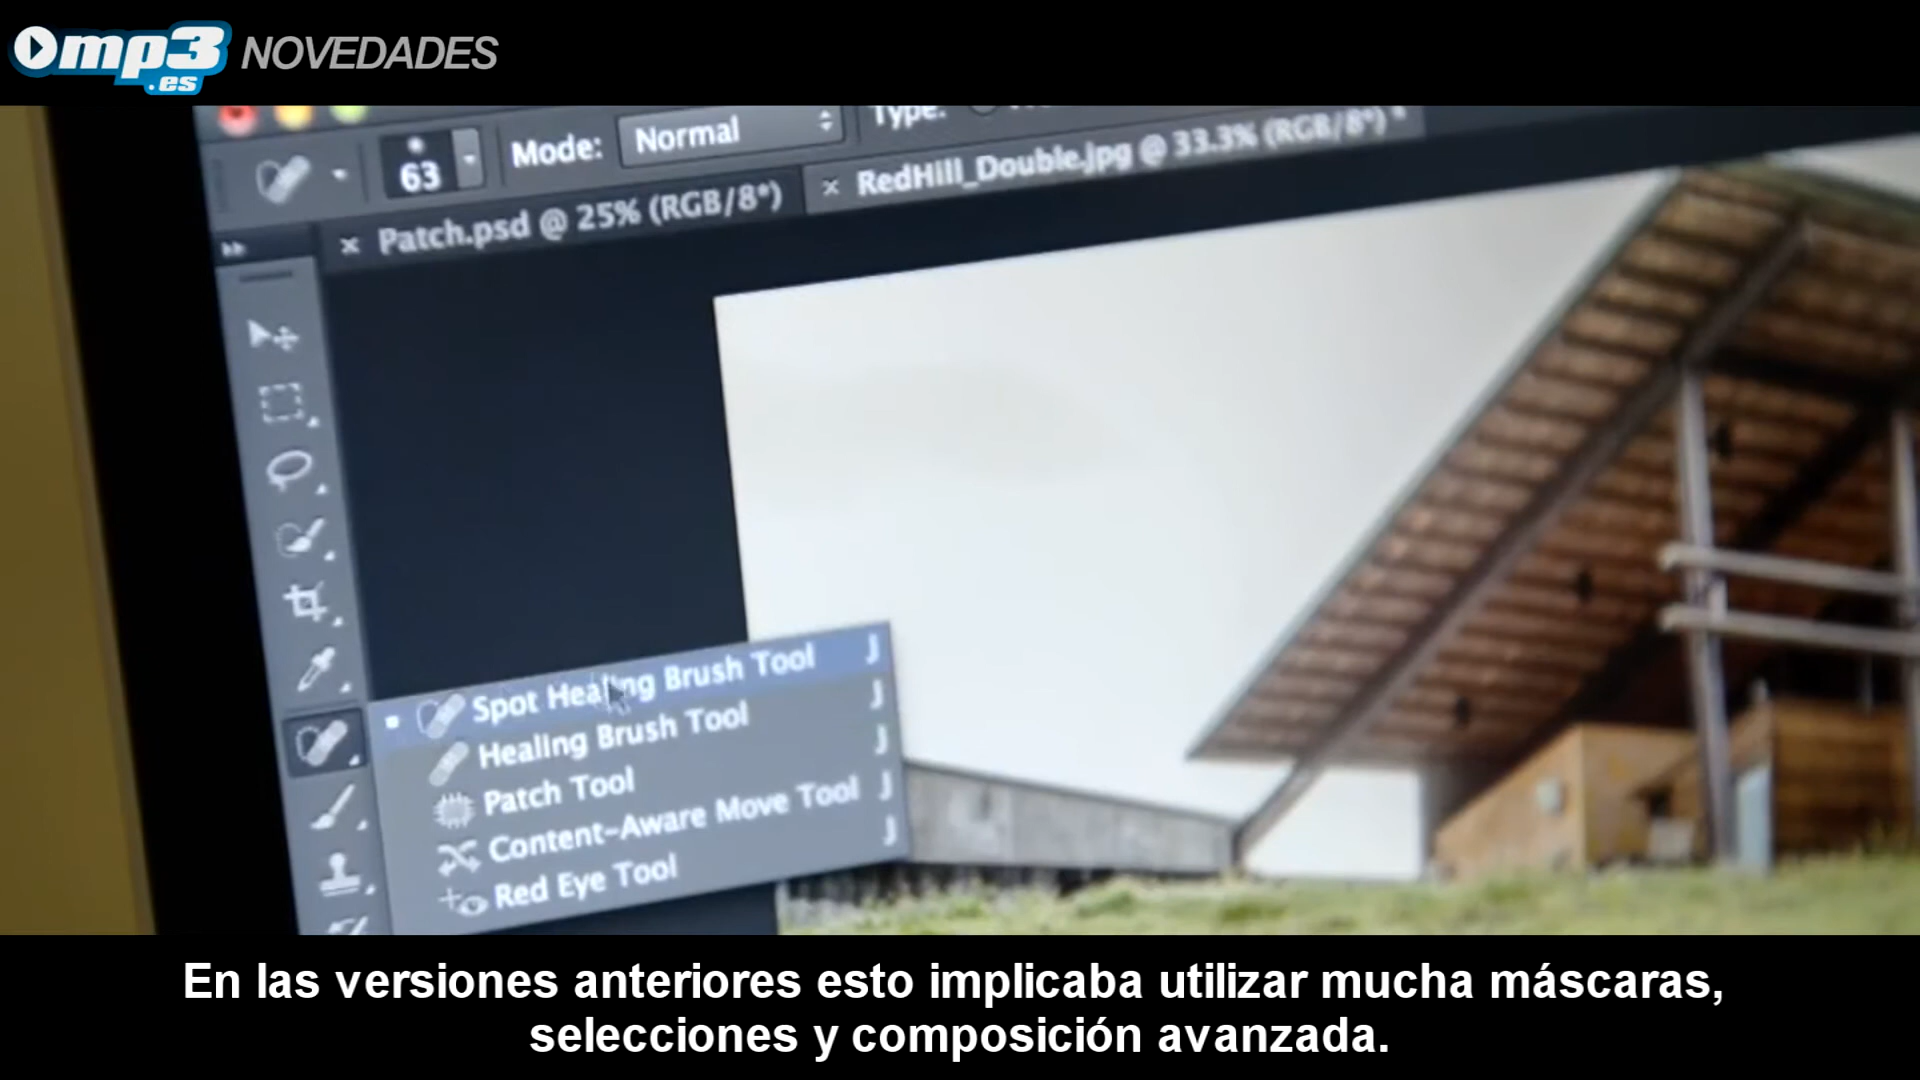 mp3
.es
NOVEDADES
Mode: Normal
Type:
63
Patch.psd @ 25% (RGB/8*)
RedHill_Double.jpg @ 33.3% (RGB/8*) *
Spot Healing Brush Tool J
Healing Brush Tool J
Patch Tool J
Content-Aware Move Tool J
Red Eye Tool J
En las versiones anteriores esto implicaba utilizar mucha máscaras,
selecciones y composición avanzada.